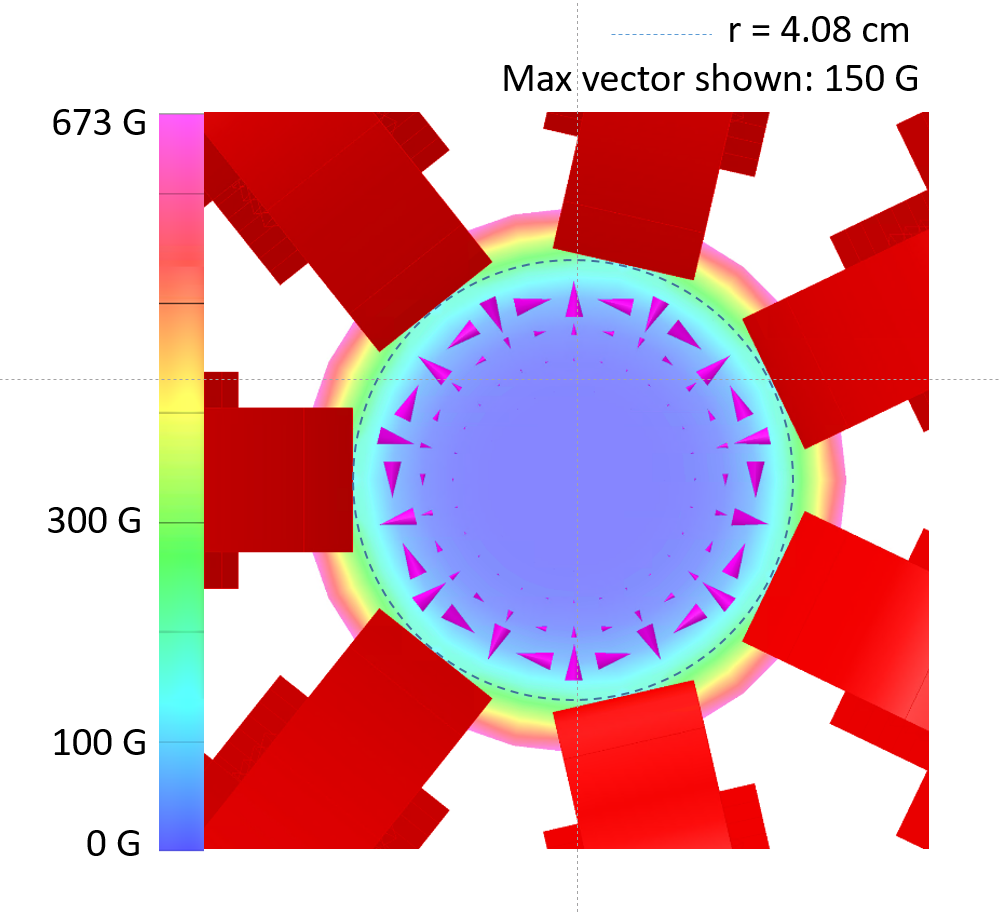 r = 4.08 cm
Max vector shown: 150 G
673 G
300 G
100 G
0 G